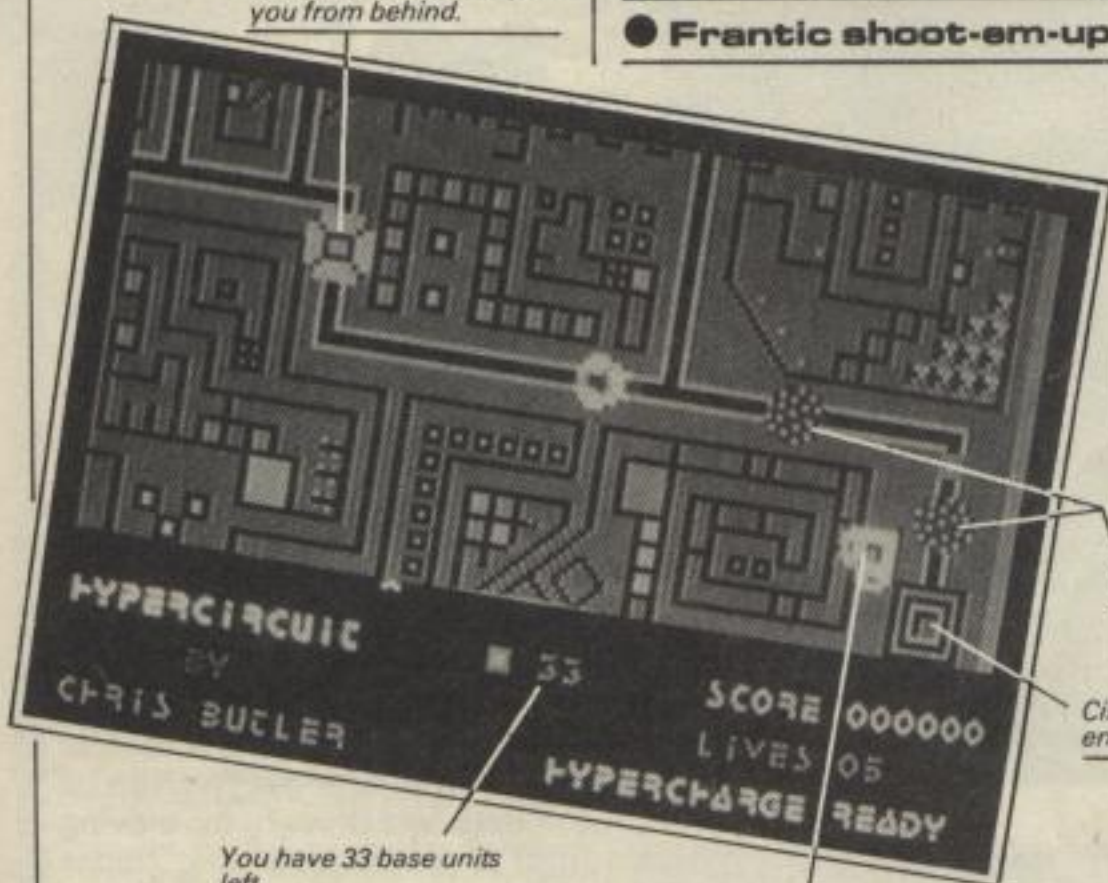 you from behind.
● Frantic shoot-em-up
HYPERCIRCUIT
BY
CHRIS BUTLER
33
SCORE 000000
LIVES 05
HYPERCHARGE READY
You have 33 base units
left